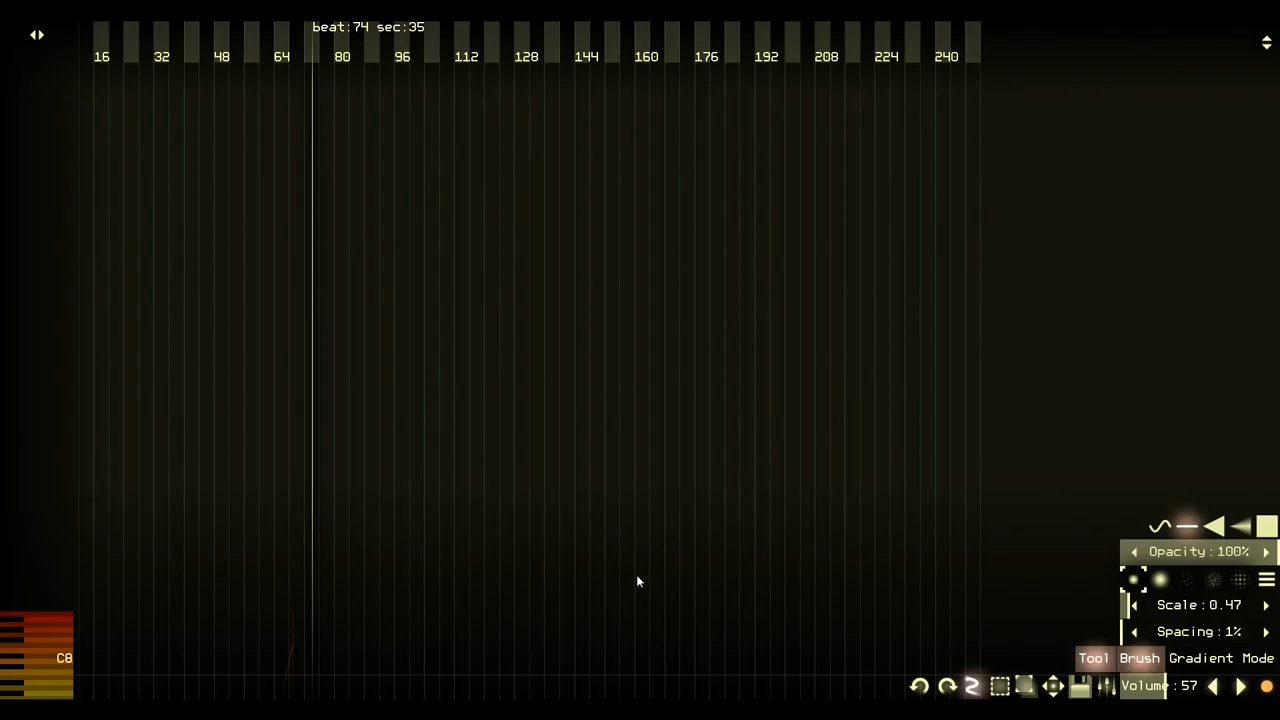 beat:74 sec:35
16 32 48 64 80 96 112 128 144 160 176 192 208 224 240
Opacity:100%
Scale:0.47
Spacing:1%
C8
Tool Brush Gradient Mode
Volume:57